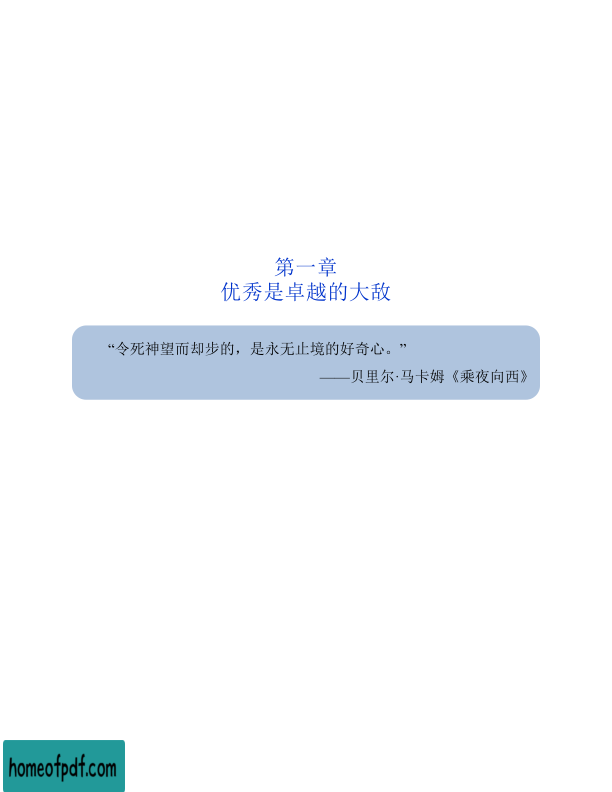 第一章
优秀是卓越的大敌
“令死神望而却步的，是永无止境的好奇心。”
——贝里尔·马卡姆《乘夜向西》
homeofpdf.com